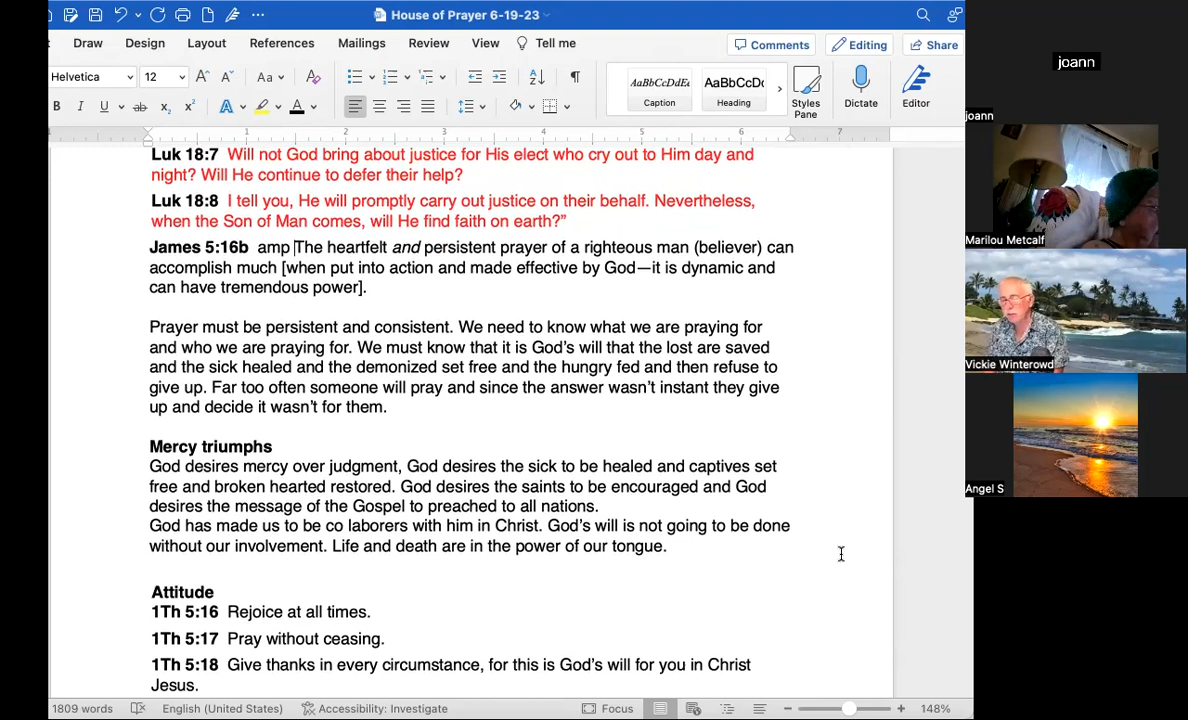 House of Prayer 6-19-23
Draw Design Layout References Mailings Review View Tell me Comments Editing Share
Helvetica 12 Aa AaBbCcDdEe AaBbCcDc
Caption Heading Styles Pane Dictate Editor
1 2 3 4 5 6 7
Luk 18:7 Will not God bring about justice for His elect who cry out to Him day and
night? Will He continue to defer their help?
Luk 18:8 I tell you, He will promptly carry out justice on their behalf. Nevertheless,
when the Son of Man comes, will He find faith on earth?”
James 5:16b amp The heartfelt and persistent prayer of a righteous man (believer) can
accomplish much [when put into action and made effective by God—it is dynamic and
can have tremendous power].
Prayer must be persistent and consistent. We need to know what we are praying for
and who we are praying for. We must know that it is God’s will that the lost are saved
and the sick healed and the demonized set free and the hungry fed and then refuse to
give up. Far too often someone will pray and since the answer wasn’t instant they give
up and decide it wasn’t for them.
Mercy triumphs
God desires mercy over judgment, God desires the sick to be healed and captives set
free and broken hearted restored. God desires the saints to be encouraged and God
desires the message of the Gospel to preached to all nations.
God has made us to be co laborers with him in Christ. God’s will is not going to be done
without our involvement. Life and death are in the power of our tongue.
Attitude
1Th 5:16 Rejoice at all times.
1Th 5:17 Pray without ceasing.
1Th 5:18 Give thanks in every circumstance, for this is God’s will for you in Christ
Jesus.
1809 words English (United States) Accessibility: Investigate Focus 148%
joann
joann
Marilou Metcalf
Vickie Winterowd
Angel S